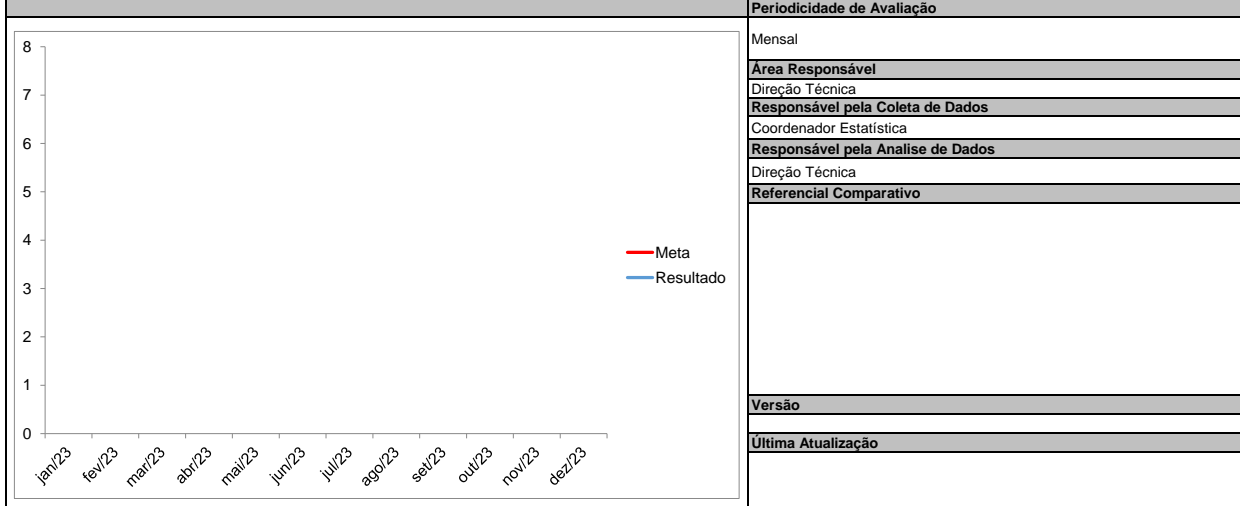 Periodicidade de Avaliação
Mensal
Área Responsável
Direção Técnica
Responsável pela Coleta de Dados
Coordenador Estatística
Responsável pela Analise de Dados
Direção Técnica
Referencial Comparativo
Versão
Última Atualização
8
7
6
5
4
3
2
1
0
jan/23
fev/23
mar/23
abr/23
mai/23
jun/23
jul/23
ago/23
set/23
out/23
nov/23
dez/23
Meta
Resultado